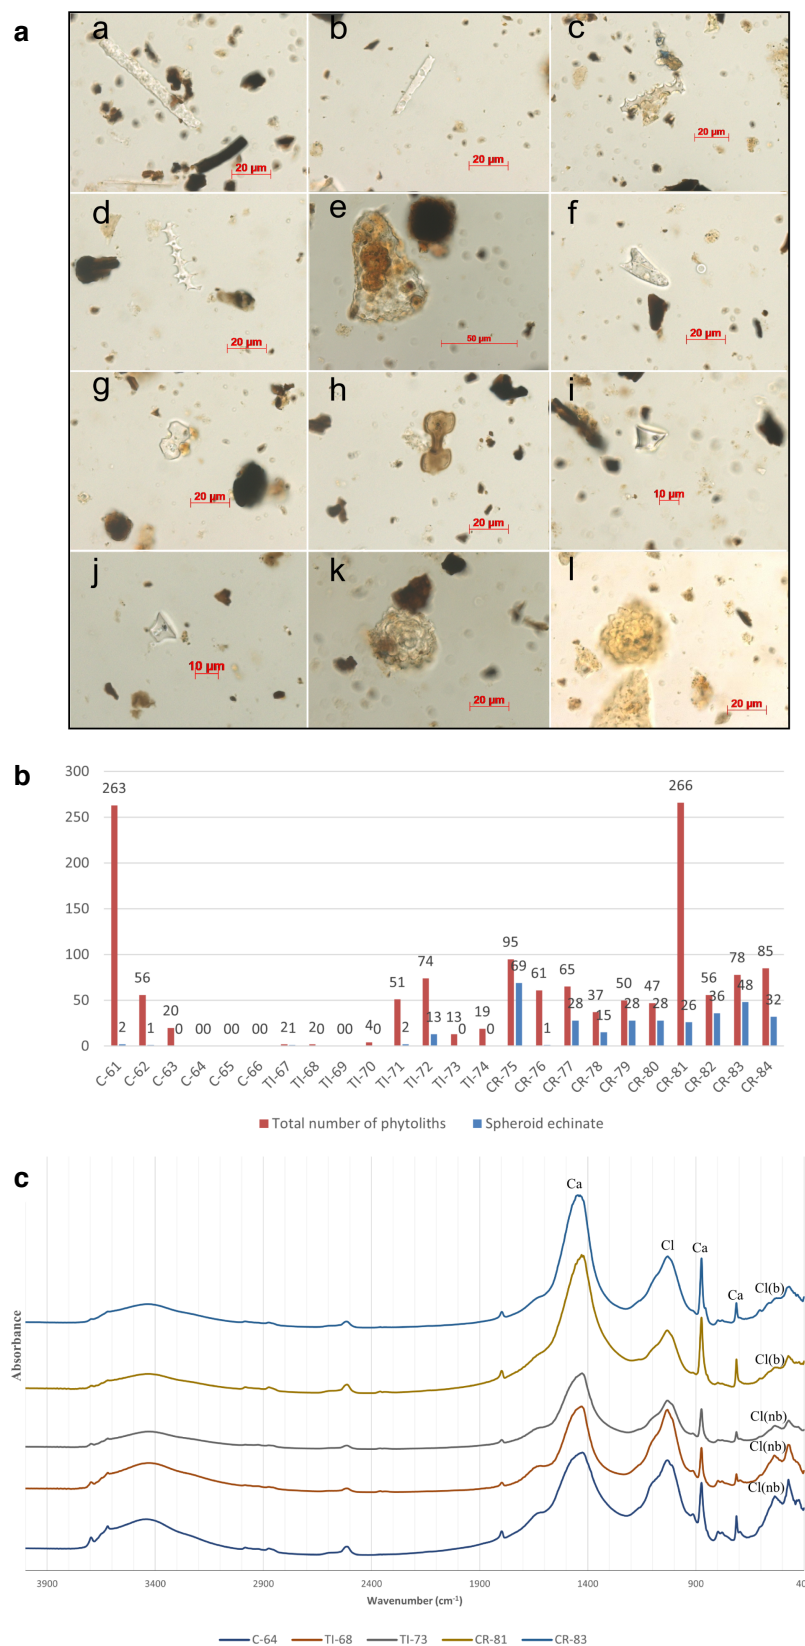 a
a b c
20 µm 20 µm 20 µm
d e f
20 µm 50 µm 20 µm
g h i
20 µm 20 µm 10 µm
j k l
10 µm 20 µm 20 µm
b
300
263 266
250
200
150
100
95
85
78
74
69
65
61
56 56
51 50
50 47 48
37 36
28 28 28 32
20 26
13 13 19 15
2 1 0 00 00 00 21 20 00 4 0 2 0 0 1
0
C-61 C-62 C-63 C-64 C-65 C-66 TI-67 TI-68 TI-69 TI-70 TI-71 TI-72 TI-73 TI-74 CR-75 CR-76 CR-77 CR-78 CR-79 CR-80 CR-81 CR-82 CR-83 CR-84
Total number of phytoliths Spheroid echinate
c
Ca
Cl Ca
Ca Cl(b)
Cl(b)
Cl(nb)
Cl(nb)
Cl(nb)
Absorbance
3900 3400 2900 2400 1900 1400 900 400
Wavenumber (cm-1)
C-64 TI-68 TI-73 CR-81 CR-83